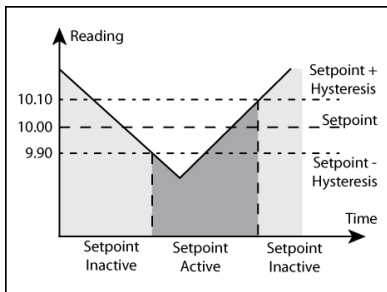 Reading
Setpoint +
Hysteresis
10.10
10.00
Setpoint
9.90
Setpoint -
Hysteresis
Time
Setpoint
Inactive
Setpoint
Active
Setpoint
Inactive